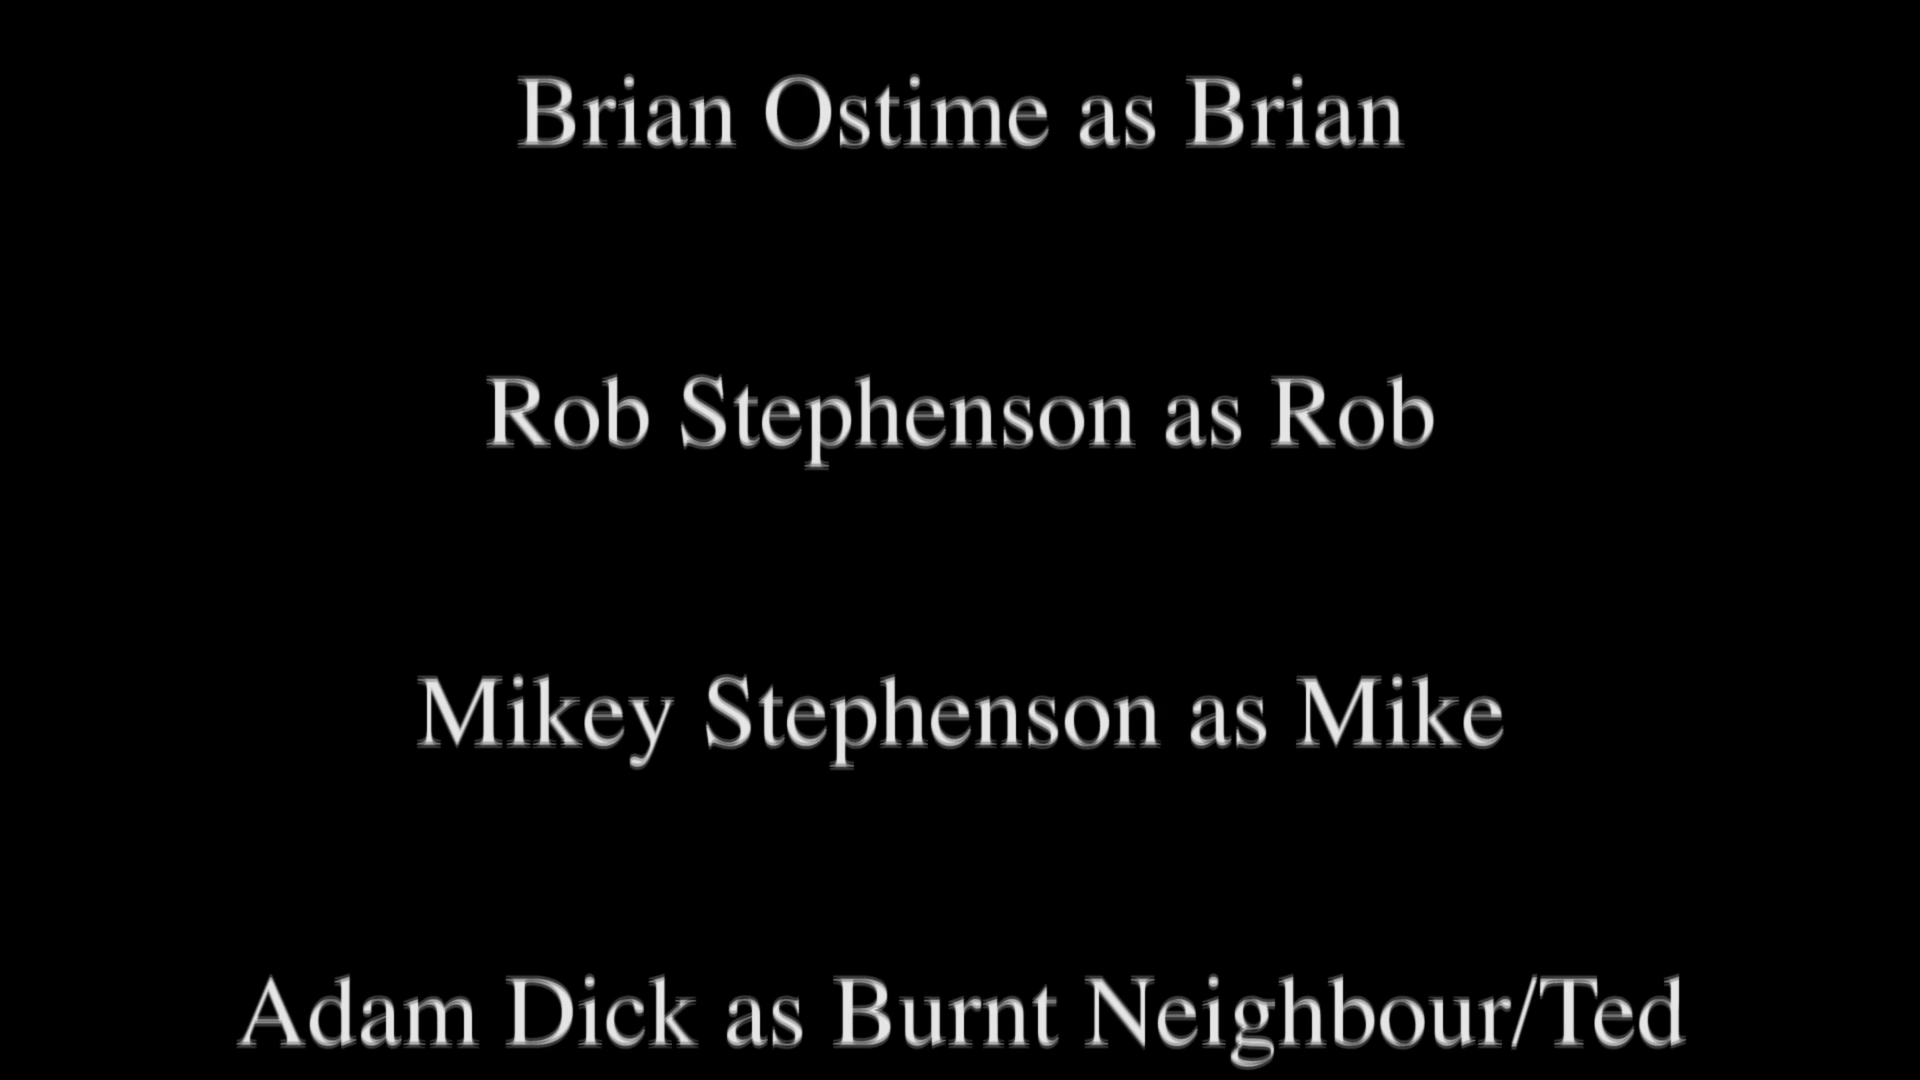 Brian Ostime as Brian
Rob Stephenson as Rob
Mikey Stephenson as Mike
Adam Dick as Burnt Neighbour/Ted